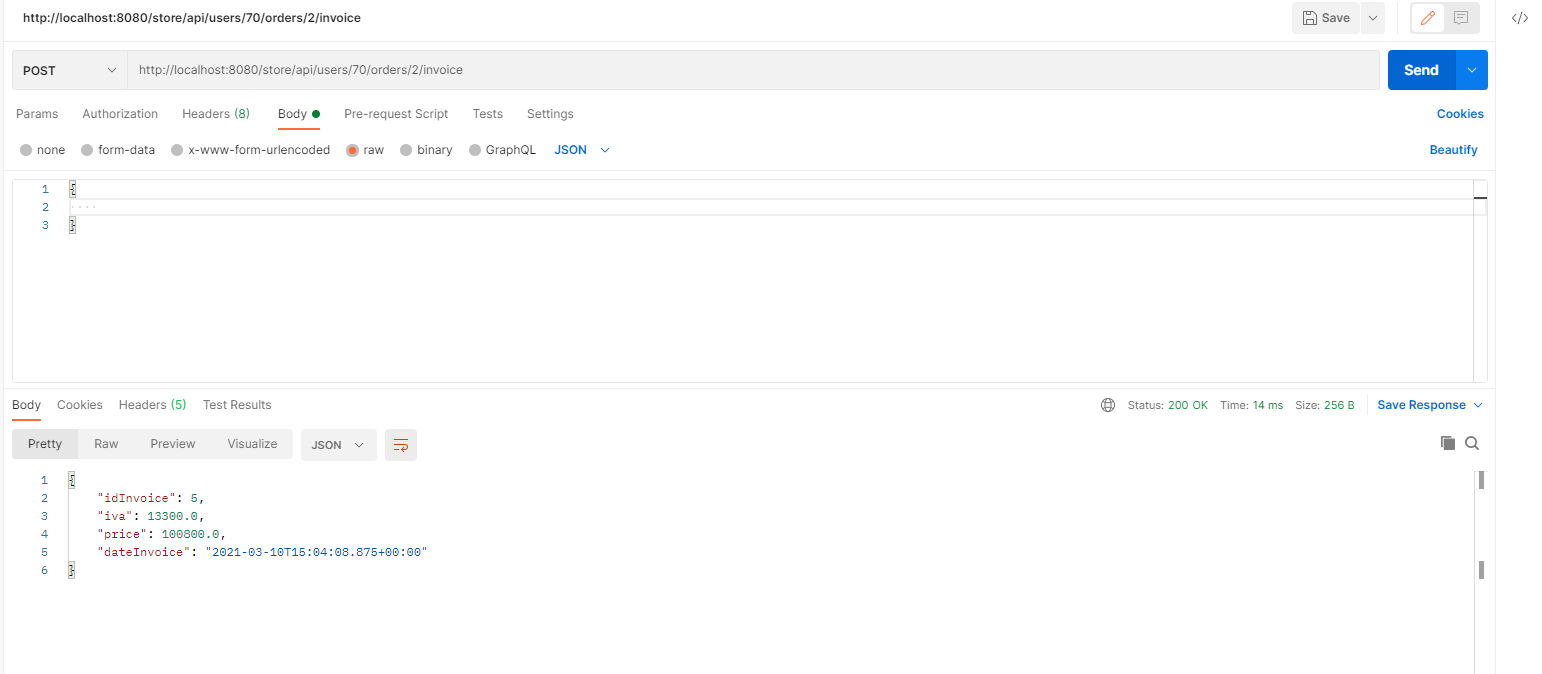 http://localhost:8080/store/api/users/70/orders/2/invoice Save </>
POST http://localhost:8080/store/api/users/70/orders/2/invoice Send
Params Authorization Headers (8) Body Pre-request Script Tests Settings Cookies
none form-data x-www-form-urlencoded raw binary GraphQL JSON Beautify
1 {
2 ····
3 }
Body Cookies Headers (5) Test Results Status: 200 OK Time: 14 ms Size: 256 B Save Response
Pretty Raw Preview Visualize JSON
1 {
2 "idInvoice": 5,
3 "iva": 13300.0,
4 "price": 100800.0,
5 "dateInvoice": "2021-03-10T15:04:08.875+00:00"
6 }